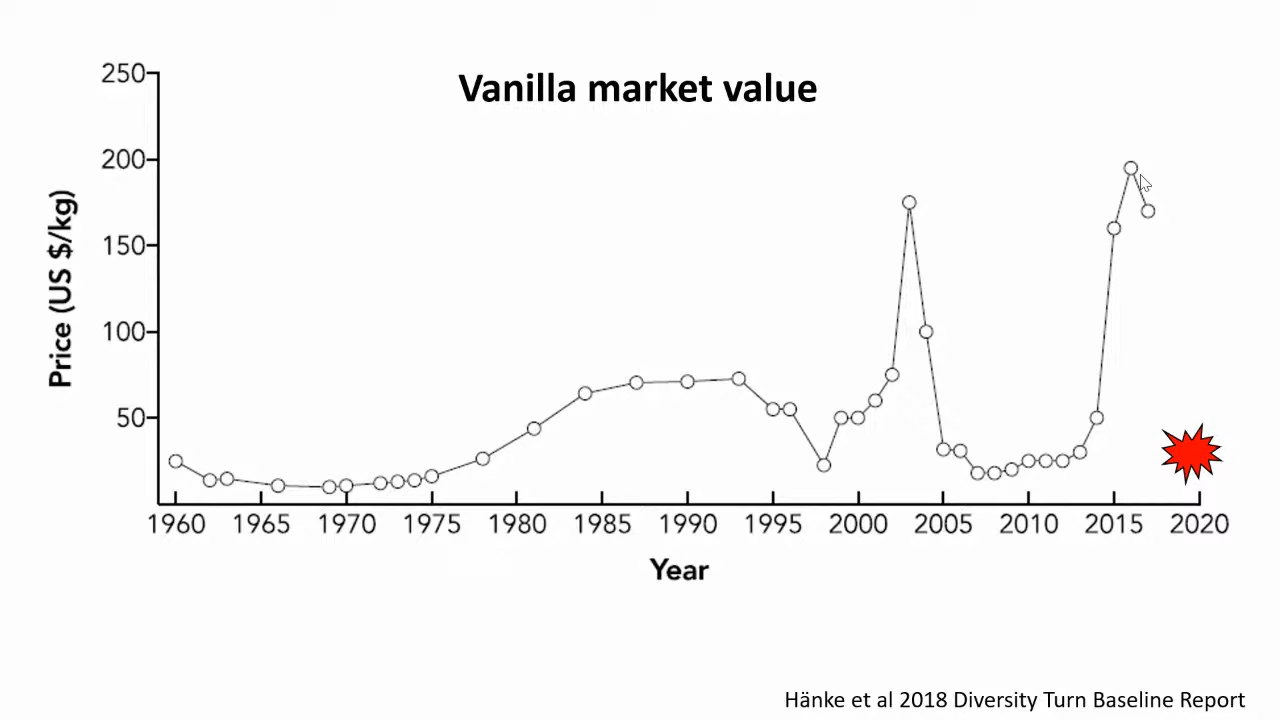 Vanilla market value
Price (US $/kg)
250
200
150
100
50
1960 1965 1970 1975 1980 1985 1990 1995 2000 2005 2010 2015 2020
Year
Hänke et al 2018 Diversity Turn Baseline Report